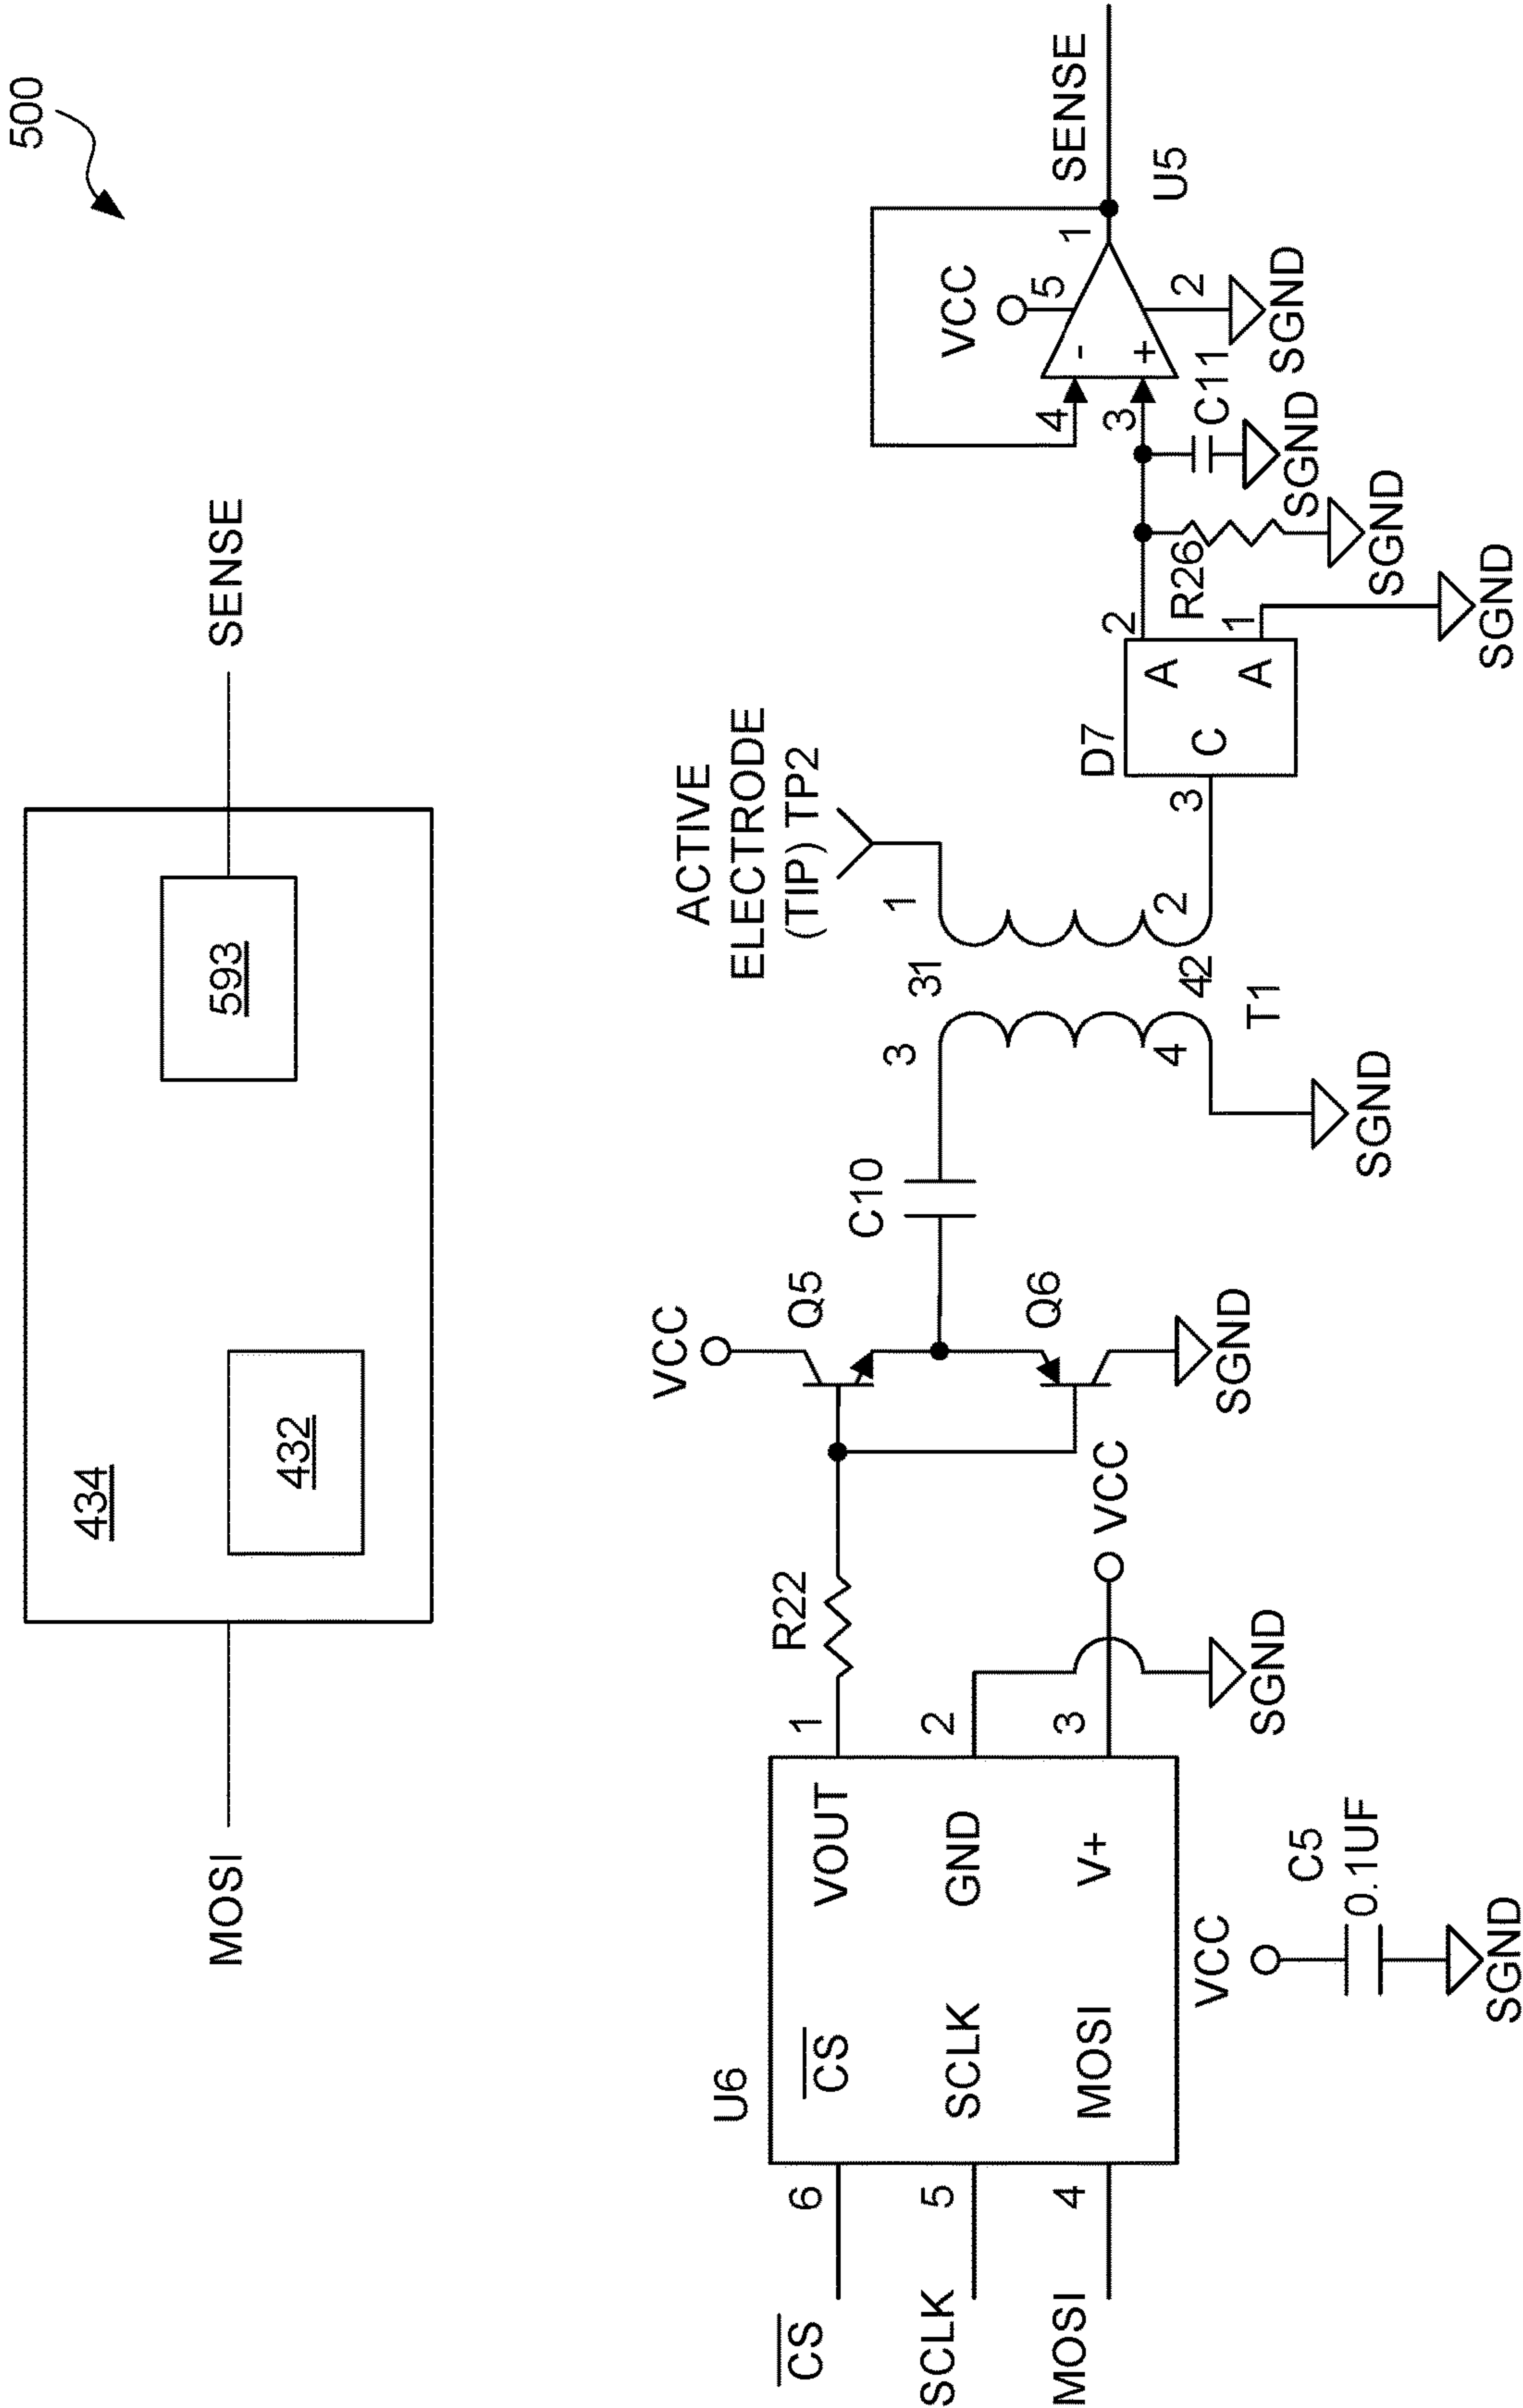 500
434
432
593
MOSI
SENSE
U6
CS
SCLK
MOSI
6
5
4
CS
SCLK
MOSI
VOUT
GND
V+
1
2
3
SGND
VCC
VCC
C5
0.1UF
SGND
R22
VCC
Q5
Q6
SGND
C10
3
4
SGND
31
42
T1
1
2
ACTIVE
ELECTRODE
(TIP) TP2
D7
3
C
A
A
2
1
SGND
R26
SGND
C11
SGND
3
4
+
-
VCC
5
2
SGND
1
U5
SENSE